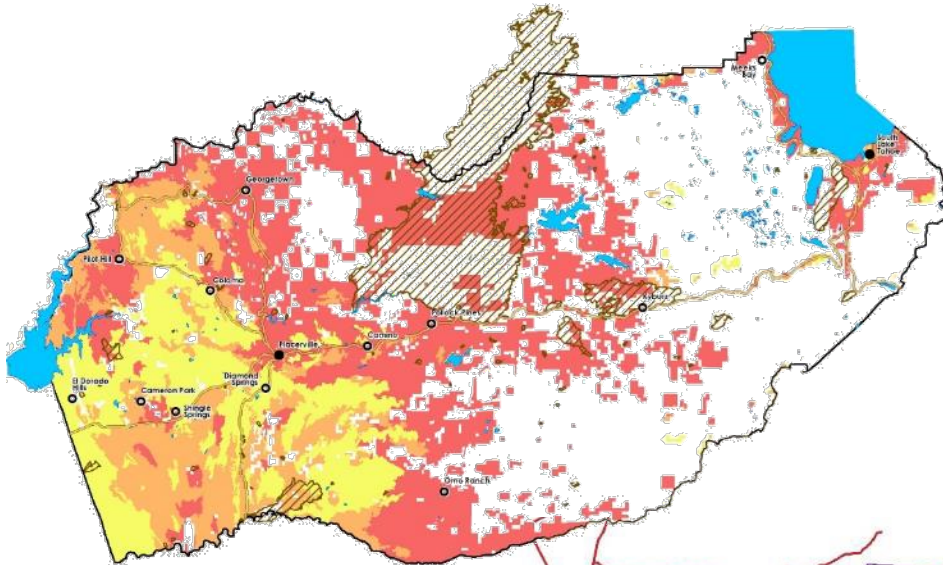 Meeks
Bay
South
Lake
Tahoe
Georgetown
Pilot Hill
Coloma
Kyburz
Pollock Pines
Camino
Placerville
Diamond
Springs
El Dorado
Hills
Cameron Park
Shingle
Springs
Omo Ranch